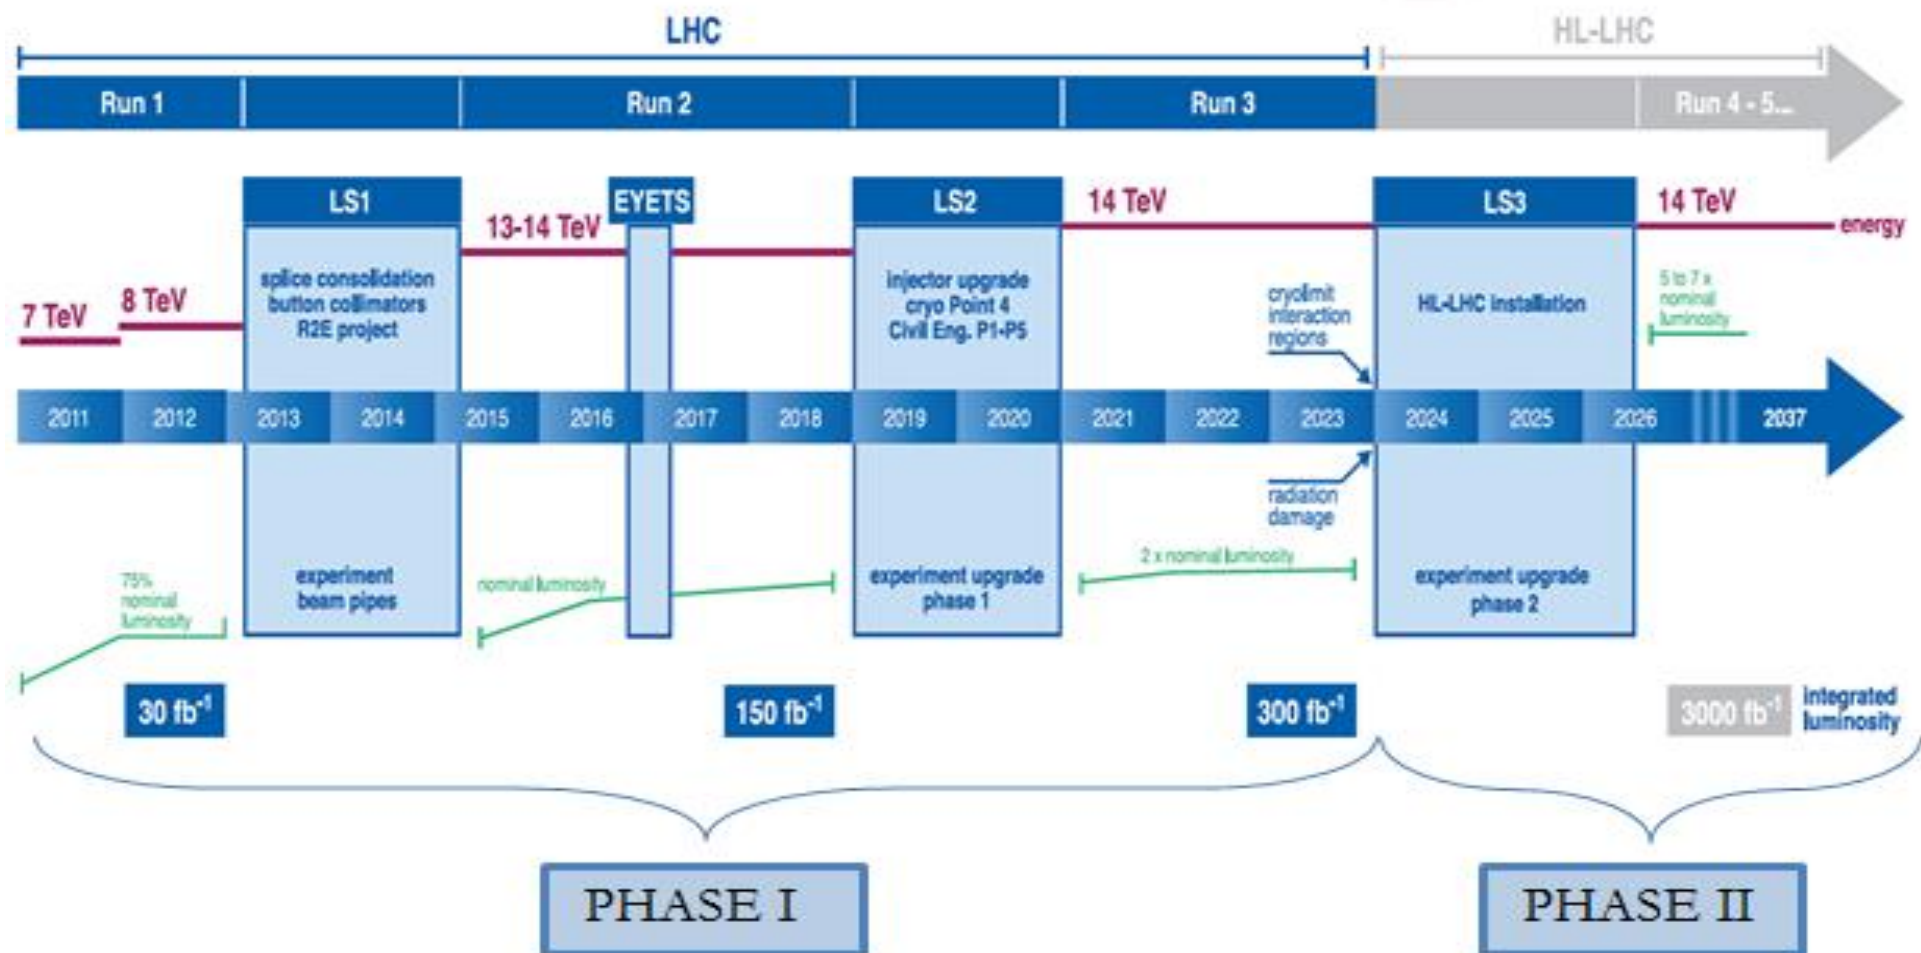 LHC
HL-LHC
Run 1
Run 2
Run 3
Run 4 - 5...
LS1
EYETS
LS2
14 TeV
LS3
14 TeV
energy
13-14 TeV
splice consolidation
button collimators
R2E project
injector upgrade
cryo Point 4
Civil Eng. P1-P5
cryolimit
interaction
regions
HL-LHC installation
5 to 7 x
nominal
luminosity
7 TeV
8 TeV
2011
2012
2013
2014
2015
2016
2017
2018
2019
2020
2021
2022
2023
2024
2025
2026
2037
radiation
damage
75%
nominal
luminosity
experiment
beam pipes
nominal luminosity
experiment upgrade
phase 1
2 x nominal luminosity
experiment upgrade
phase 2
30 fb⁻¹
150 fb⁻¹
300 fb⁻¹
3000 fb⁻¹
integrated
luminosity
PHASE I
PHASE II